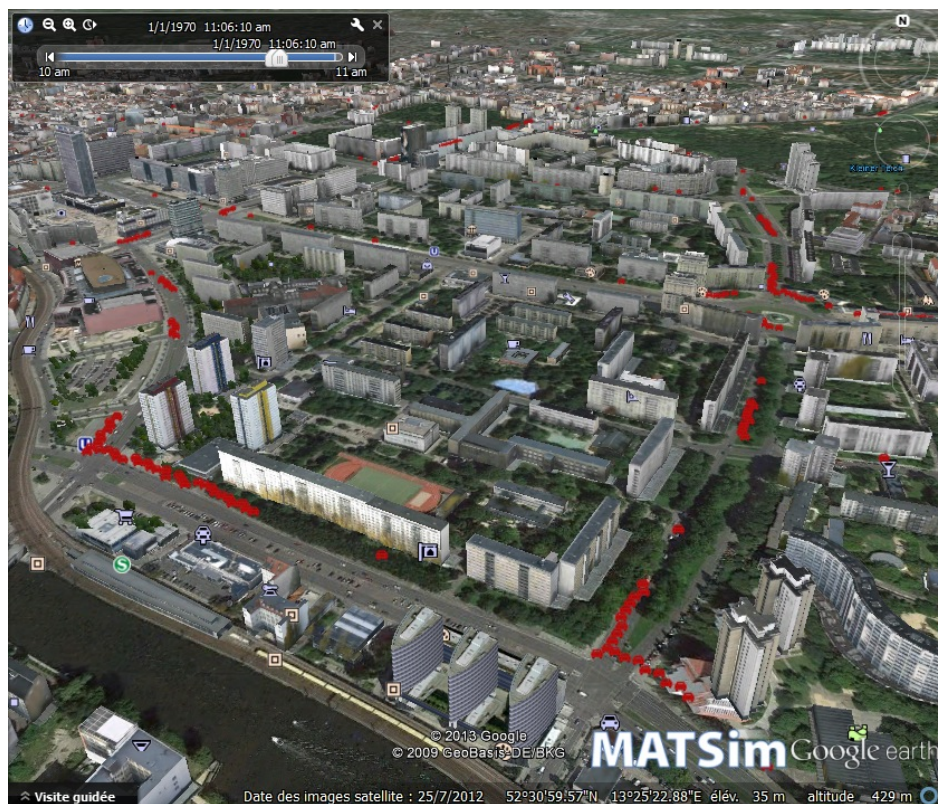 1/1/1970 11:06:10 am
1/1/1970 11:06:10 am
10 am
11 am
N
Kleiner Teich
U
U
S
© 2013 Google
© 2009 GeoBasis-DE/BKG
MATSim Google earth
Visite guidée
Date des images satellite : 25/7/2012 52°30'59.57"N 13°25'22.88"E élév. 35 m altitude 429 m